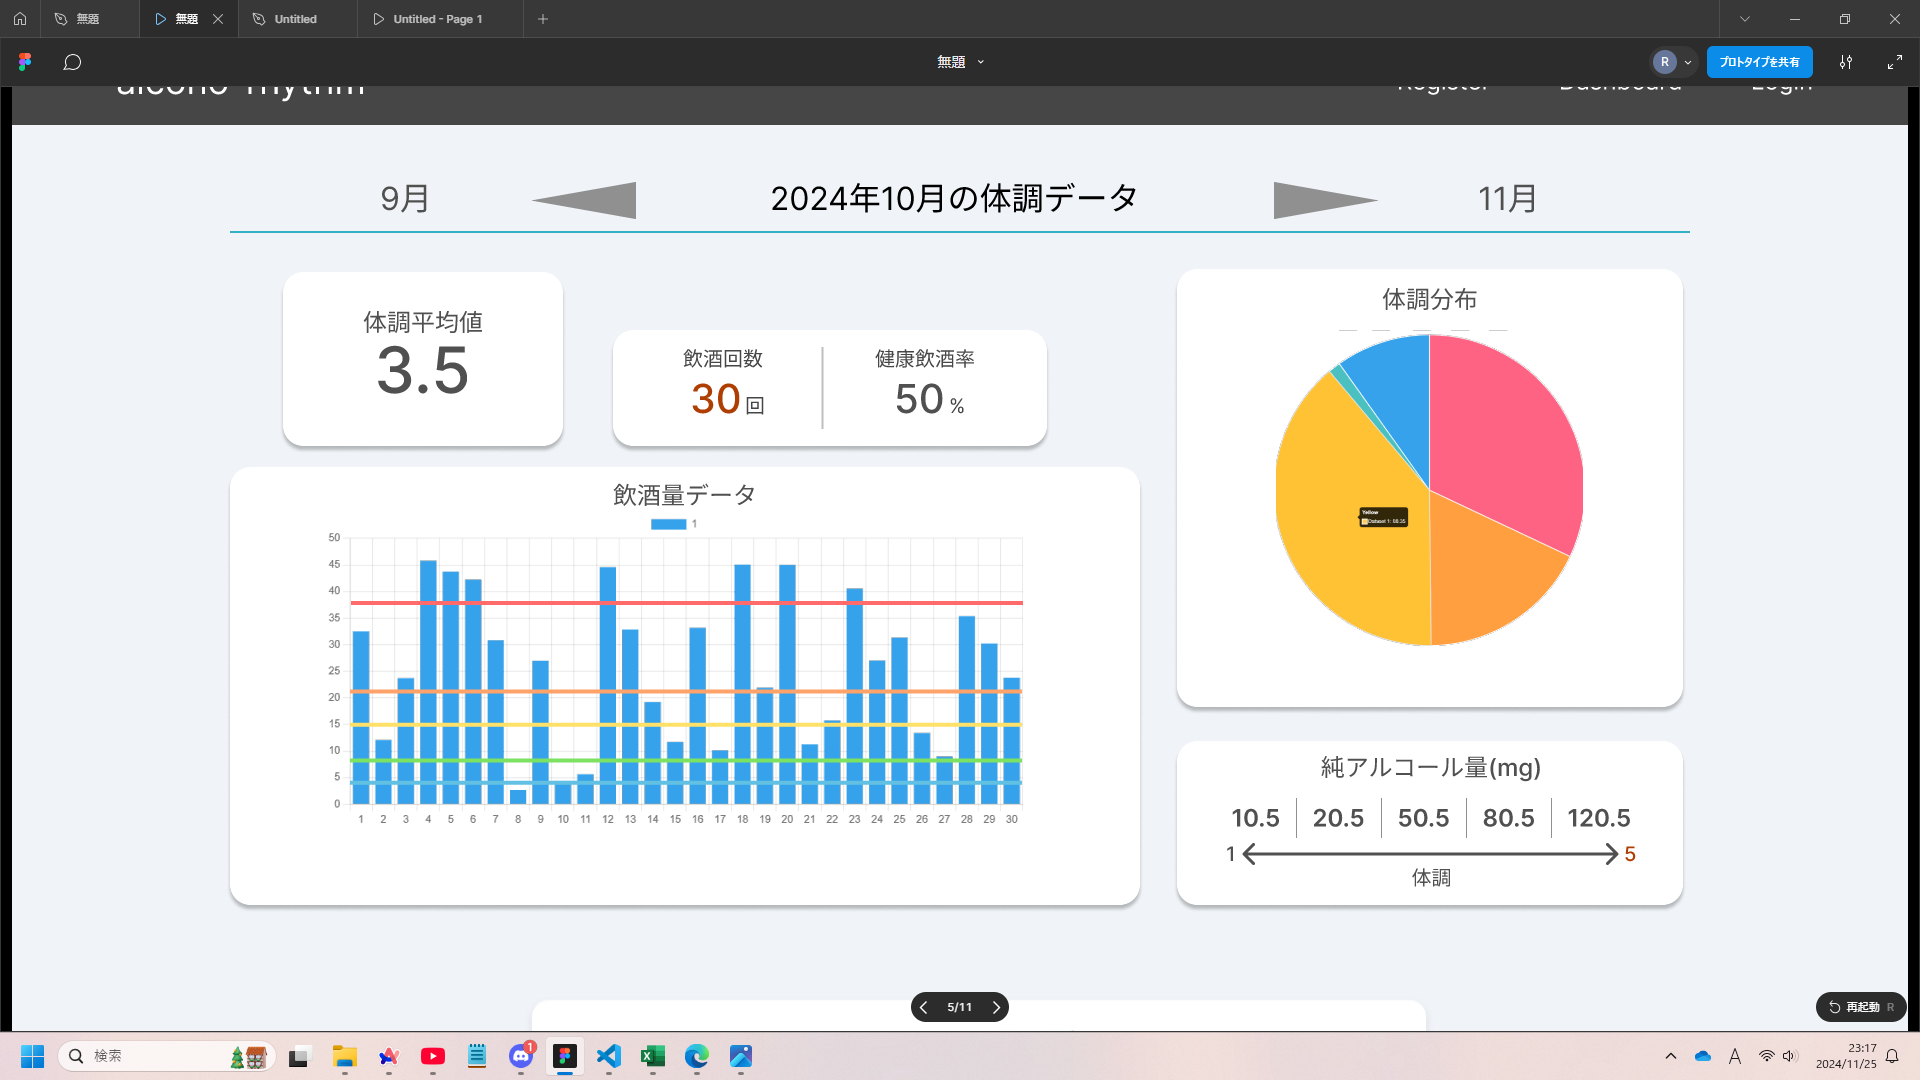 無題
無題
Untitled
Untitled - Page 1
無題
R
プロトタイプを共有
alcoho-rhythm
Register
Dashboard
Login
9月
2024年10月の体調データ
11月
体調平均値
3.5
飲酒回数
30 回
健康飲酒率
50 %
体調分布
Yellow
Dataset 1: 98.35
飲酒量データ
1
50
45
40
35
30
25
20
15
10
5
0
1 2 3 4 5 6 7 8 9 10 11 12 13 14 15 16 17 18 19 20 21 22 23 24 25 26 27 28 29 30
純アルコール量(mg)
10.5 20.5 50.5 80.5 120.5
1 5
体調
5/11
再起動 R
検索
1
A
23:17
2024/11/25